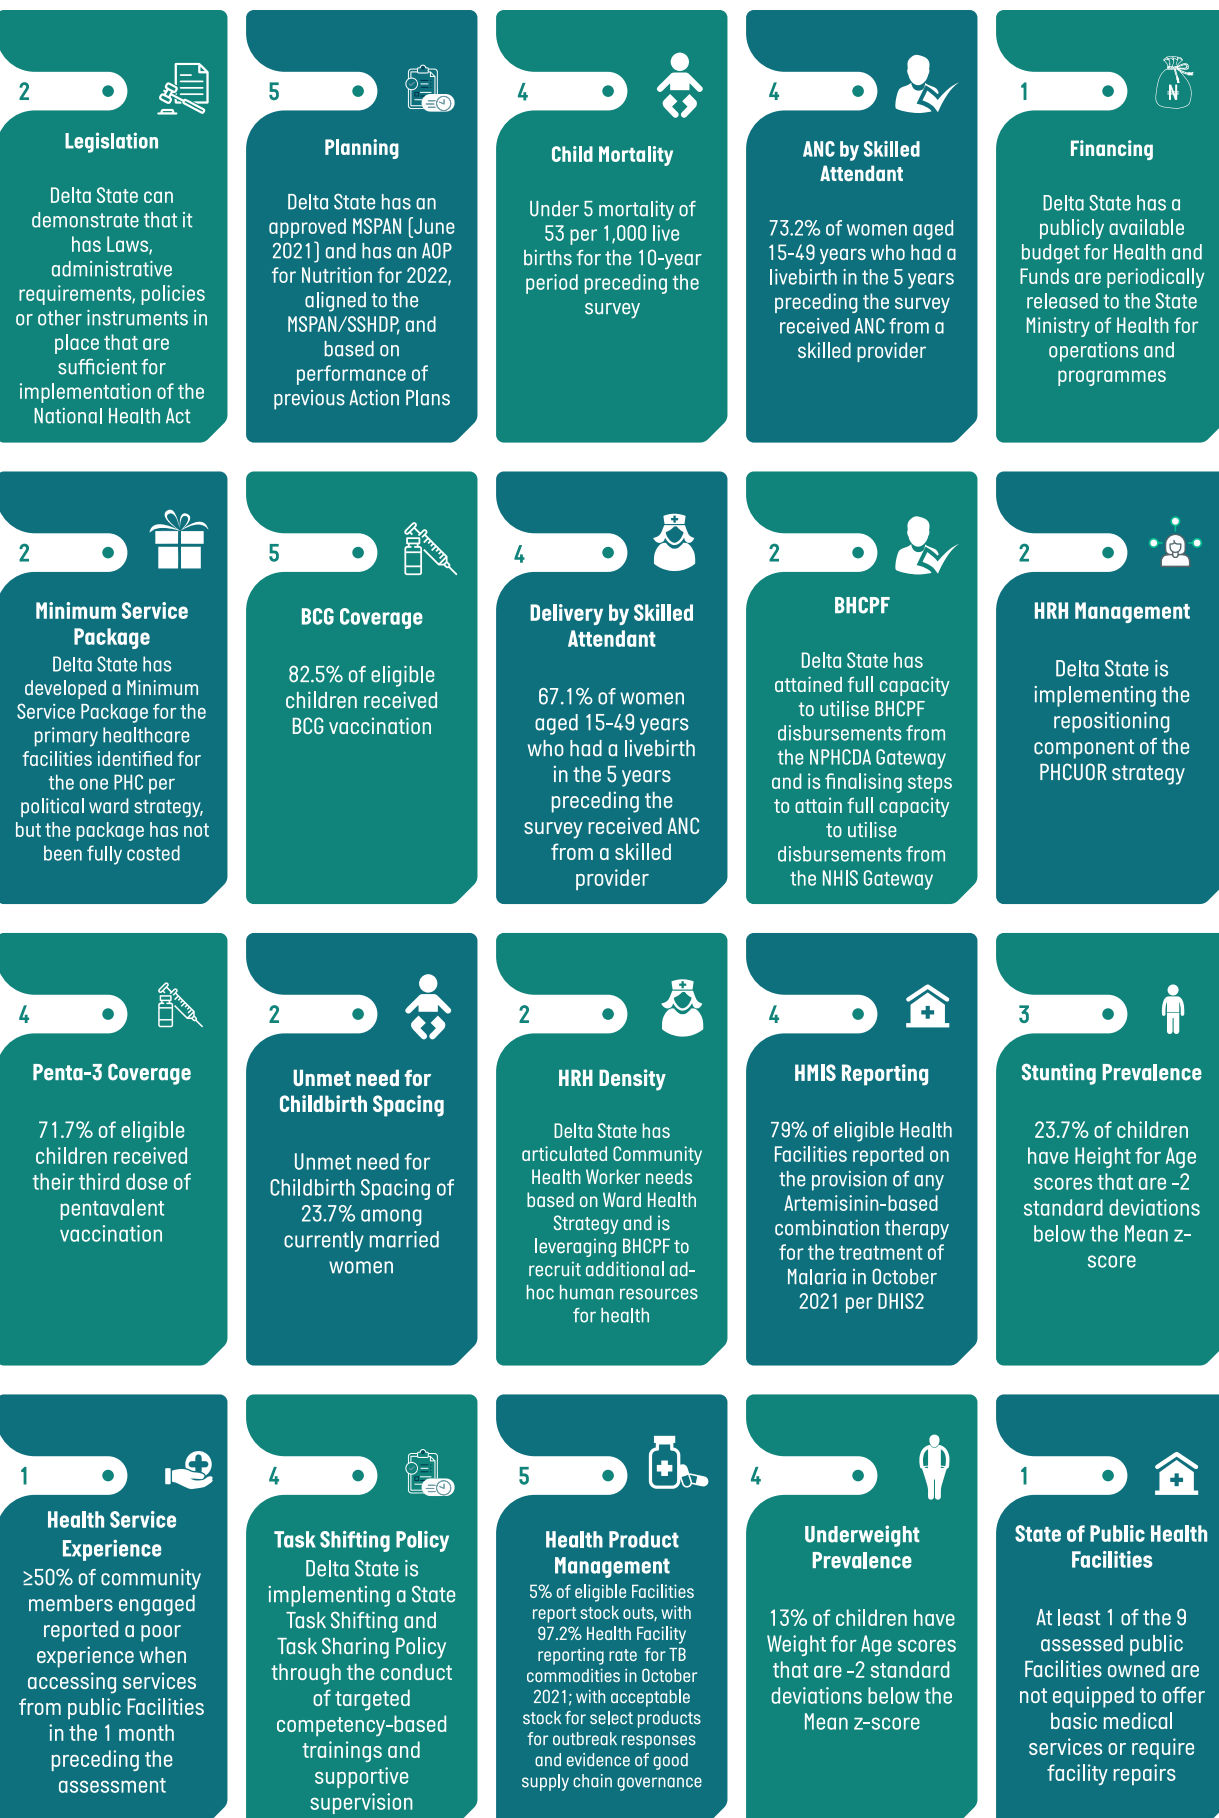 2
Legislation
Delta State can
demonstrate that it
has Laws,
administrative
requirements, policies
or other instruments in
place that are
sufficient for
implementation of the
National Health Act
5
Planning
Delta State has an
approved MSPAN (June
2021) and has an AOP
for Nutrition for 2022,
aligned to the
MSPAN/SSHDP, and
based on
performance of
previous Action Plans
4
Child Mortality
Under 5 mortality of
53 per 1,000 live
births for the 10-year
period preceding the
survey
4
ANC by Skilled
Attendant
73.2% of women aged
15-49 years who had a
livebirth in the 5 years
preceding the survey
received ANC from a
skilled provider
1
₦
Financing
Delta State has a
publicly available
budget for Health and
Funds are periodically
released to the State
Ministry of Health for
operations and
programmes
2
Minimum Service
Package
Delta State has
developed a Minimum
Service Package for the
primary healthcare
facilities identified for
the one PHC per
political ward strategy,
but the package has not
been fully costed
5
BCG Coverage
82.5% of eligible
children received
BCG vaccination
4
Delivery by Skilled
Attendant
67.1% of women
aged 15-49 years
who had a livebirth
in the 5 years
preceding the
survey received ANC
from a skilled
provider
2
BHCPF
Delta State has
attained full capacity
to utilise BHCPF
disbursements from
the NPHCDA Gateway
and is finalising steps
to attain full capacity
to utilise
disbursements from
the NHIS Gateway
2
HRH Management
Delta State is
implementing the
repositioning
component of the
PHCUOR strategy
4
Penta-3 Coverage
71.7% of eligible
children received
their third dose of
pentavalent
vaccination
2
Unmet need for
Childbirth Spacing
Unmet need for
Childbirth Spacing of
23.7% among
currently married
women
2
HRH Density
Delta State has
articulated Community
Health Worker needs
based on Ward Health
Strategy and is
leveraging BHCPF to
recruit additional ad-
hoc human resources
for health
4
HMIS Reporting
79% of eligible Health
Facilities reported on
the provision of any
Artemisinin-based
combination therapy
for the treatment of
Malaria in October
2021 per DHIS2
3
Stunting Prevalence
23.7% of children
have Height for Age
scores that are -2
standard deviations
below the Mean z-
score
1
Health Service
Experience
≥50% of community
members engaged
reported a poor
experience when
accessing services
from public Facilities
in the 1 month
preceding the
assessment
4
Task Shifting Policy
Delta State is
implementing a State
Task Shifting and
Task Sharing Policy
through the conduct
of targeted
competency-based
trainings and
supportive
supervision
5
Health Product
Management
5% of eligible Facilities
report stock outs, with
97.2% Health Facility
reporting rate for TB
commodities in October
2021; with acceptable
stock for select products
for outbreak responses
and evidence of good
supply chain governance
4
Underweight
Prevalence
13% of children have
Weight for Age scores
that are -2 standard
deviations below the
Mean z-score
1
State of Public Health
Facilities
At least 1 of the 9
assessed public
Facilities owned are
not equipped to offer
basic medical
services or require
facility repairs